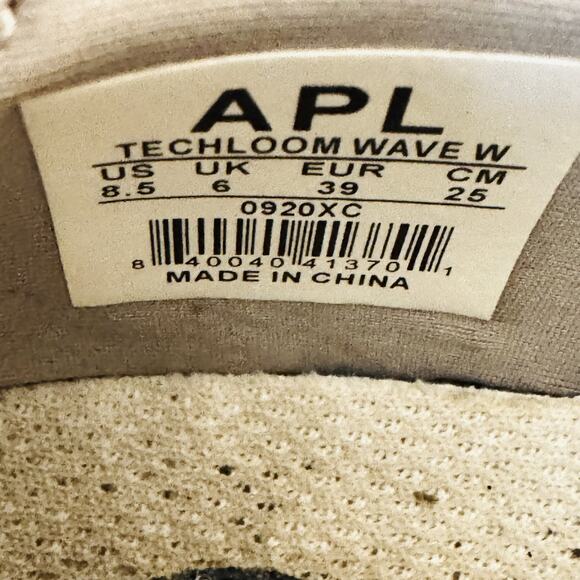 APL
TECHLOOM WAVE W
US UK EUR CM
8.5 6 39 25
0920XC
8 40040 41370 1
MADE IN CHINA